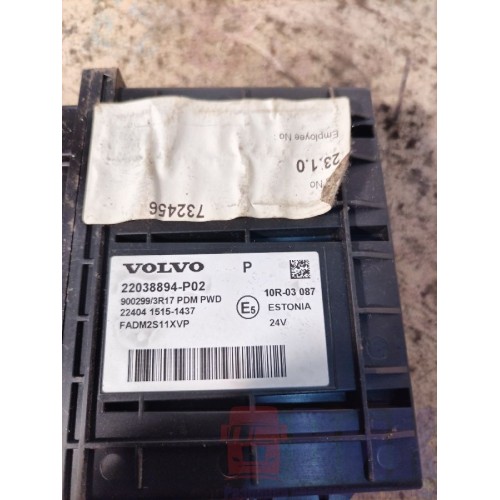 Employee No
23.1.0
No
732456
VOLVO
P
22038894-P02
900299/3R17 PDM PWD
22404 1515-1437
FADM2S11XVP
E5
10R-03 087
ESTONIA
24V